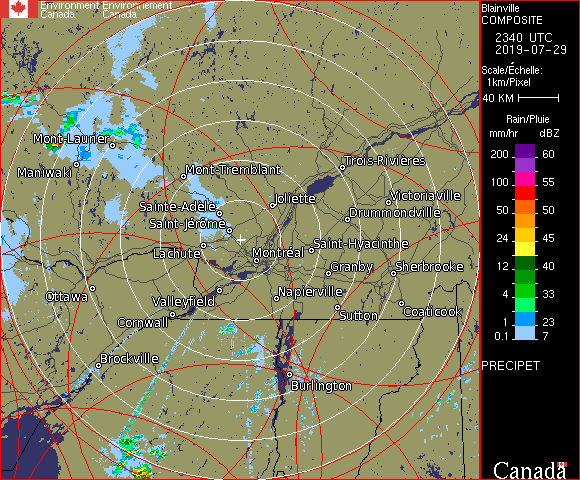 Environment Environnement
Canada Canada
Blainville
COMPOSITE
2340 UTC
2019-07-29
Scale/Échelle:
1km/Pixel
40 KM
Rain/Pluie
mm/hr dBZ
200 60
100 55
50 50
24 45
12 40
4 33
1 23
0.1 7
PRECIPET
Canada
Mont-Laurier
Maniwaki
Mont-Tremblant
Trois-Rivières
Sainte-Adèle
Joliette
Victoriaville
Saint-Jérôme
Drummondville
Lachute
Montréal
Saint-Hyacinthe
Granby
Sherbrooke
Ottawa
Valleyfield
Napierville
Cornwall
Sutton
Coaticook
Brockville
Burlington